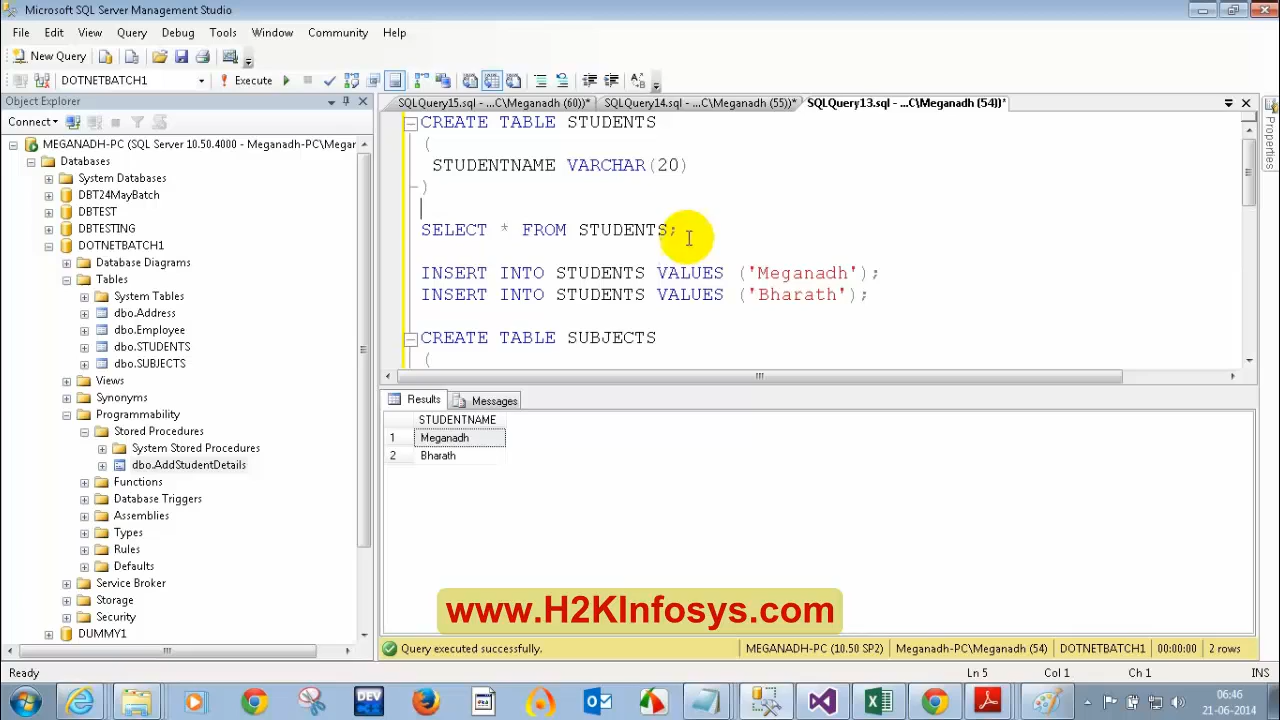 Microsoft SQL Server Management Studio
File Edit View Query Debug Tools Window Community Help
New Query
DOTNETBATCH1 Execute
Object Explorer
Connect
MEGANADH-PC (SQL Server 10.50.4000 - Meganadh-PC\Megar
Databases
System Databases
DBT24MayBatch
DBTEST
DBTESTING
DOTNETBATCH1
Database Diagrams
Tables
System Tables
dbo.Address
dbo.Employee
dbo.STUDENTS
dbo.SUBJECTS
Views
Synonyms
Programmability
Stored Procedures
System Stored Procedures
dbo.AddStudentDetails
Functions
Database Triggers
Assemblies
Types
Rules
Defaults
Service Broker
Storage
Security
DUMMY1
SQLQuery15.sql - ...C\Meganadh (60))* SQLQuery14.sql - ...C\Meganadh (55))* SQLQuery13.sql - ...C\Meganadh (54))*
CREATE TABLE STUDENTS
(
STUDENTNAME VARCHAR(20)
)
SELECT * FROM STUDENTS;
INSERT INTO STUDENTS VALUES ('Meganadh');
INSERT INTO STUDENTS VALUES ('Bharath');
CREATE TABLE SUBJECTS
(
Properties
Results Messages
STUDENTNAME
1 Meganadh
2 Bharath
www.H2KInfosys.com
Query executed successfully. MEGANADH-PC (10.50 SP2) Meganadh-PC\Meganadh (54) DOTNETBATCH1 00:00:00 2 rows
Ready Ln 5 Col 1 Ch 1 INS
DEV
06:46
21-06-2014